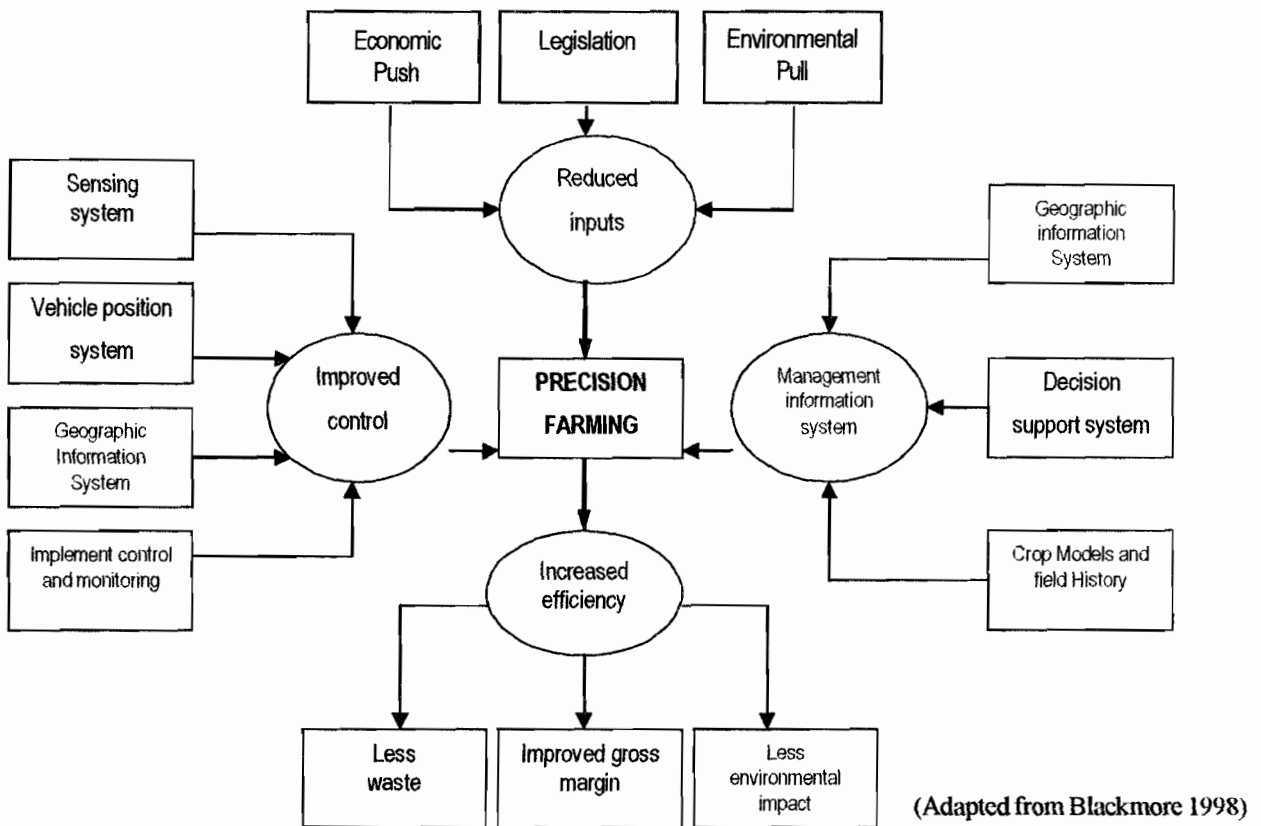 Economic
Push
Legislation
Environmental
Pull
Reduced
inputs
Sensing
system
Vehicle position
system
Geographic
Information
System
Implement control
and monitoring
Improved
control
PRECISION
FARMING
Management
information
system
Geographic
information
System
Decision
support system
Crop Models and
field History
Increased
efficiency
Less
waste
Improved gross
margin
Less
environmental
impact
(Adapted from Blackmore 1998)